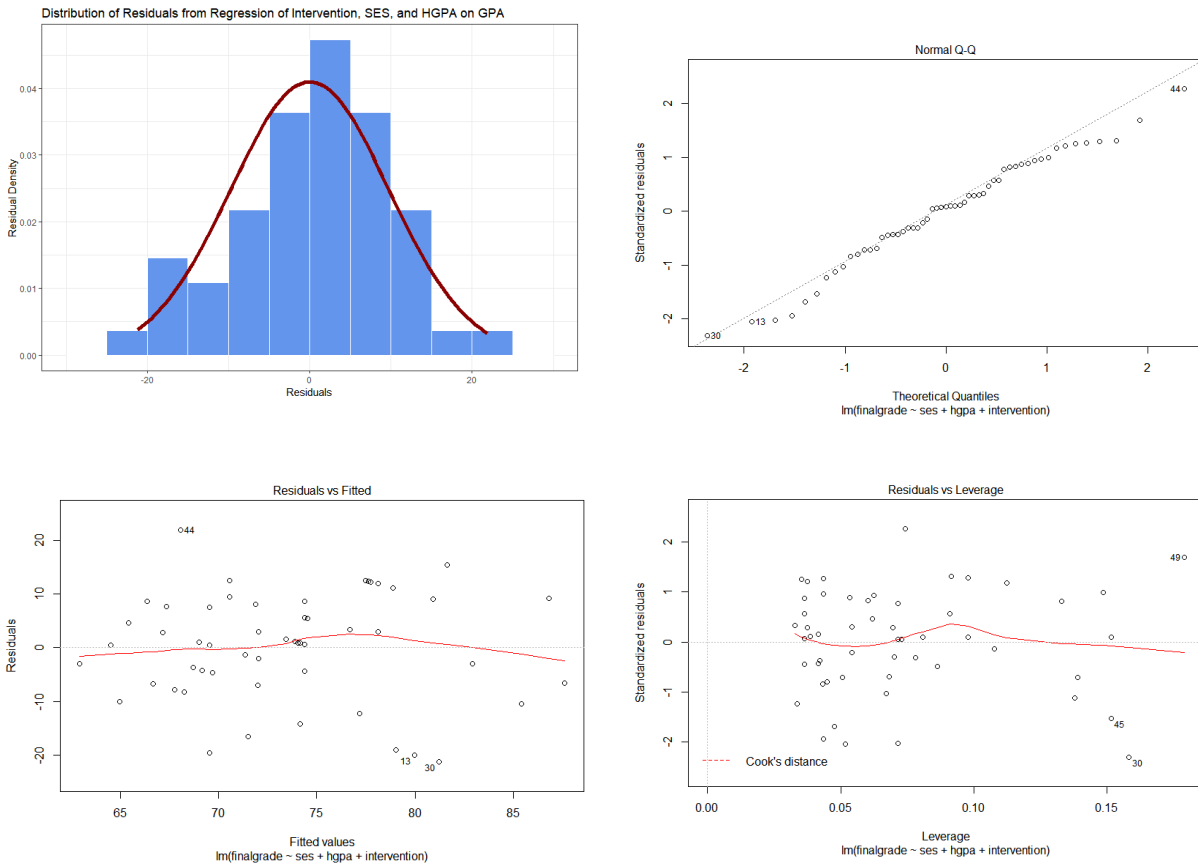 Distribution of Residuals from Regression of Intervention, SES, and HGPA on GPA
0.04
0.03
0.02
0.01
0.00
Residual Density
-20 0 20
Residuals
Normal Q-Q
2
1
0
-1
-2
Standardized residuals
44
13
30
-2 -1 0 1 2
Theoretical Quantiles
lm(finalgrade ~ ses + hgpa + intervention)
Residuals vs Fitted
20
10
0
-10
-20
Residuals
44
13
30
65 70 75 80 85
Fitted values
lm(finalgrade ~ ses + hgpa + intervention)
Residuals vs Leverage
2
1
0
-1
-2
Standardized residuals
49
45
30
Cook's distance
0.00 0.05 0.10 0.15
Leverage
lm(finalgrade ~ ses + hgpa + intervention)